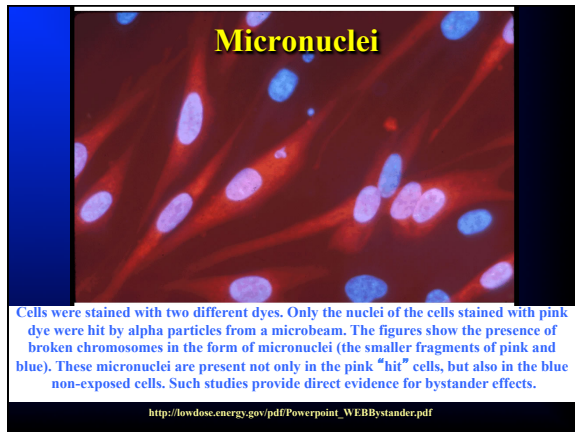 Micronuclei
Cells were stained with two different dyes. Only the nuclei of the cells stained with pink
dye were hit by alpha particles from a microbeam. The figures show the presence of
broken chromosomes in the form of micronuclei (the smaller fragments of pink and
blue). These micronuclei are present not only in the pink “hit” cells, but also in the blue
non-exposed cells. Such studies provide direct evidence for bystander effects.
http://lowdose.energy.gov/pdf/Powerpoint_WEBBystander.pdf